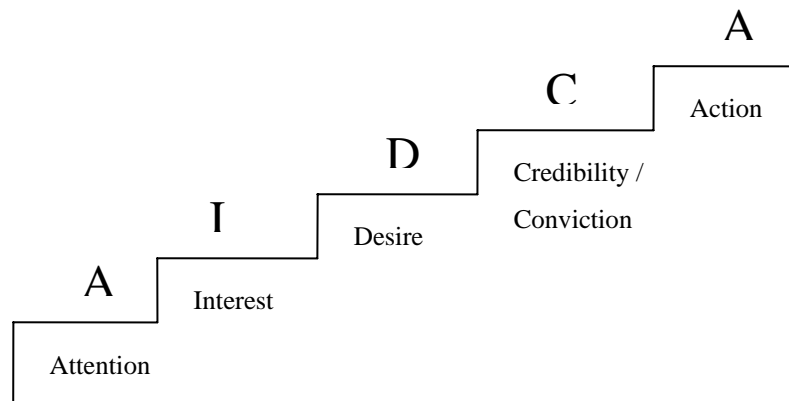 A
Action
C
Credibility /
Conviction
D
Desire
I
Interest
A
Attention